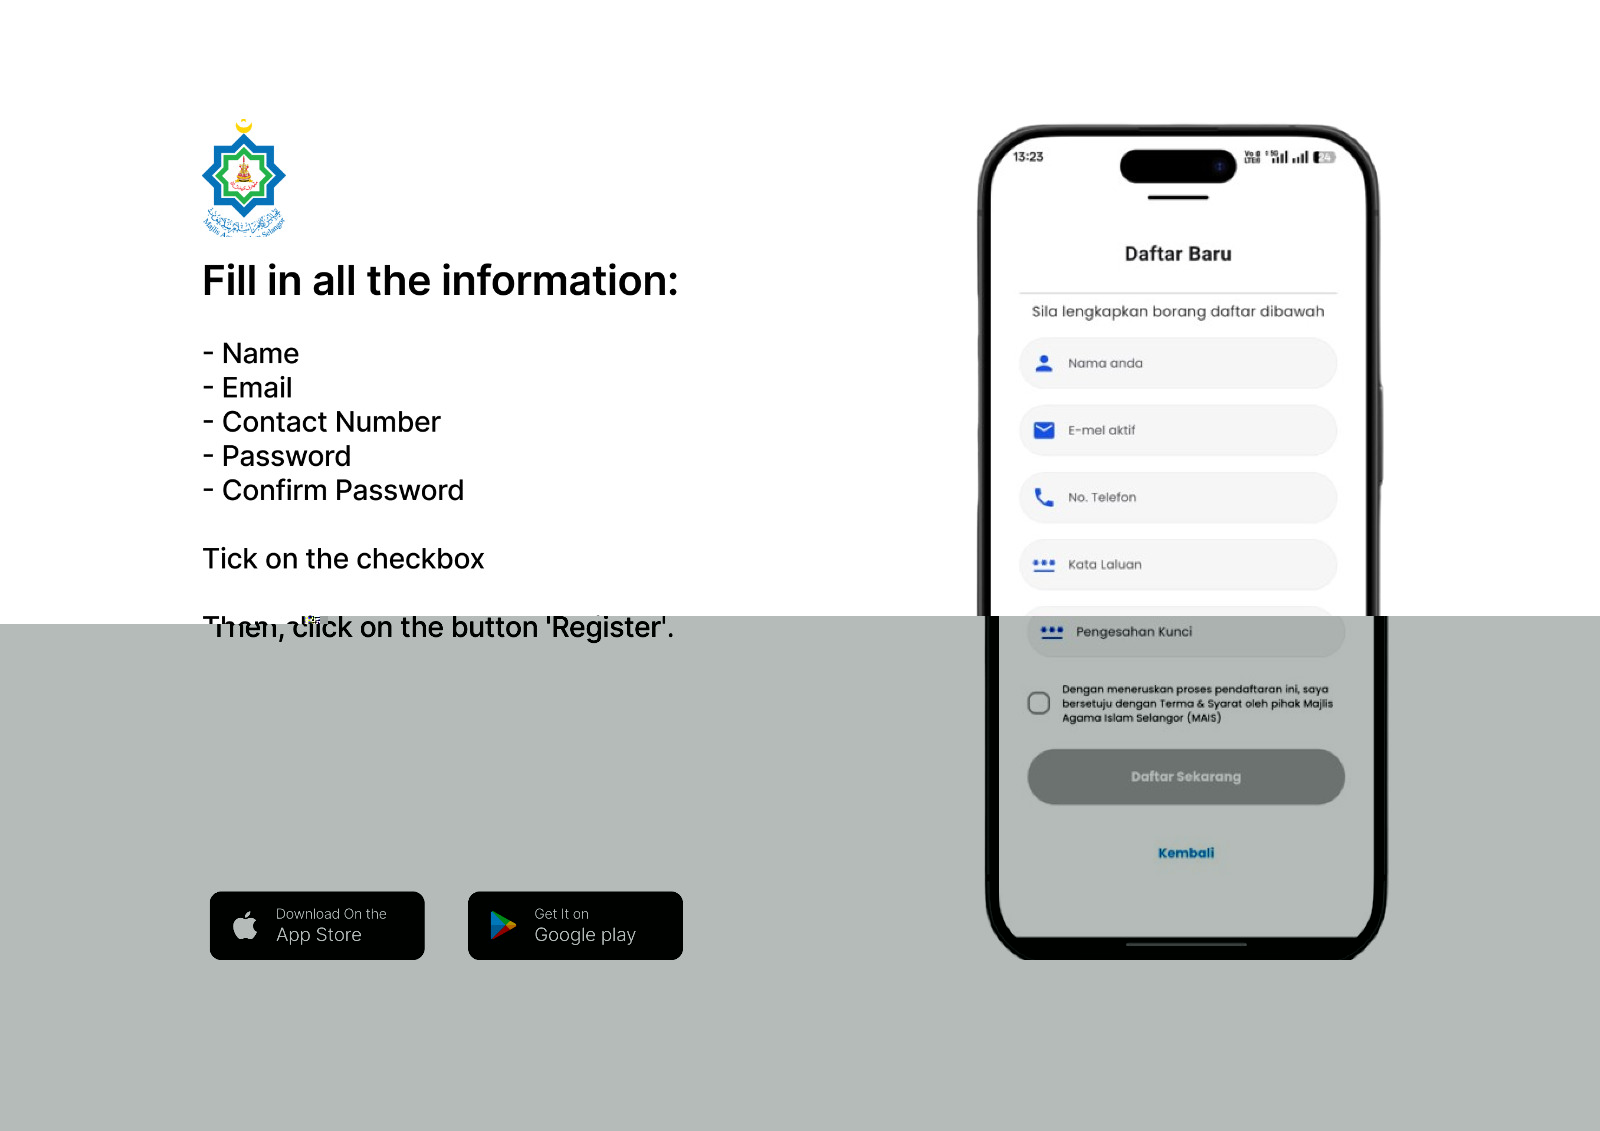 Fill in all the information:
- Name
- Email
- Contact Number
- Password
- Confirm Password
Tick on the checkbox
Then, click on the button 'Register'.
Download On the
App Store
Get It on
Google play
13:23
24
Daftar Baru
Sila lengkapkan borang daftar dibawah
Nama anda
E-mel aktif
No. Telefon
Kata Laluan
Pengesahan Kunci
Dengan meneruskan proses pendaftaran ini, saya
bersetuju dengan Terma & Syarat oleh pihak Majlis
Agama Islam Selangor (MAIS)
Daftar Sekarang
Kembali